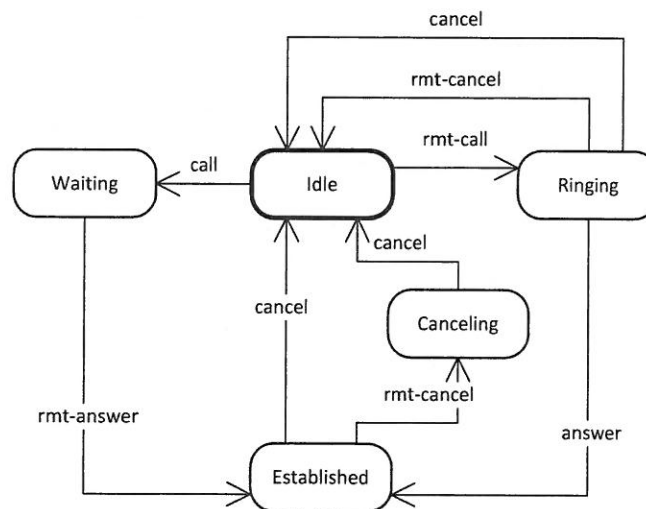 cancel
rmt-cancel
rmt-call
Waiting
call
Idle
Ringing
cancel
cancel
Canceling
rmt-cancel
rmt-answer
answer
Established